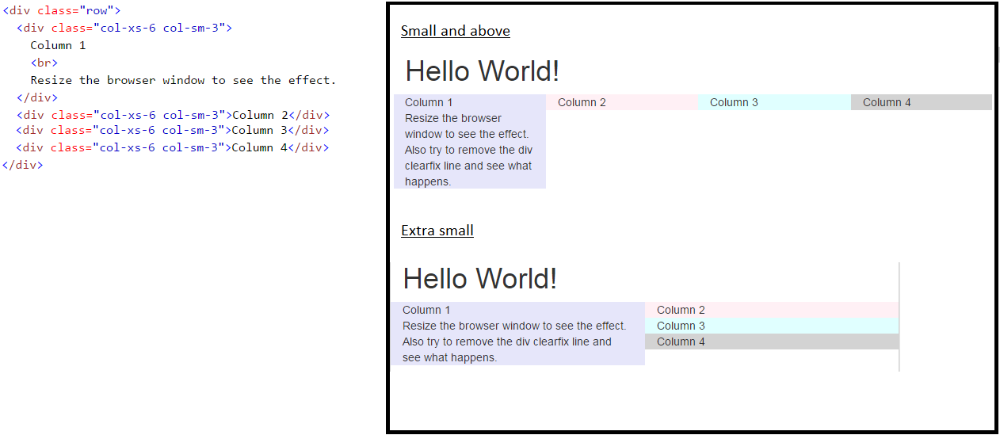 <div class="row">
<div class="col-xs-6 col-sm-3">
Column 1
<br>
Resize the browser window to see the effect.
</div>
<div class="col-xs-6 col-sm-3">Column 2</div>
<div class="col-xs-6 col-sm-3">Column 3</div>
<div class="col-xs-6 col-sm-3">Column 4</div>
</div>
Small and above
Hello World!
Column 1
Resize the browser
window to see the effect.
Also try to remove the div
clearfix line and see what
happens.
Column 2
Column 3
Column 4
Extra small
Hello World!
Column 1
Resize the browser window to see the effect.
Also try to remove the div clearfix line and
see what happens.
Column 2
Column 3
Column 4